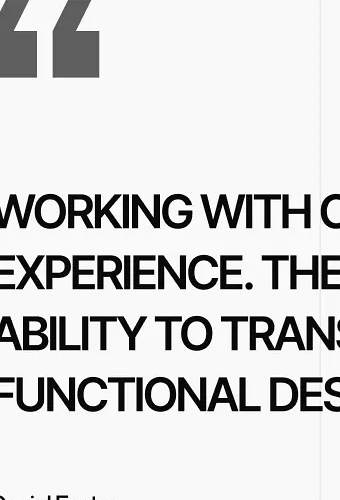 “
WORKING WITH
EXPERIENCE. THE
ABILITY TO TRANS
FUNCTIONAL DES